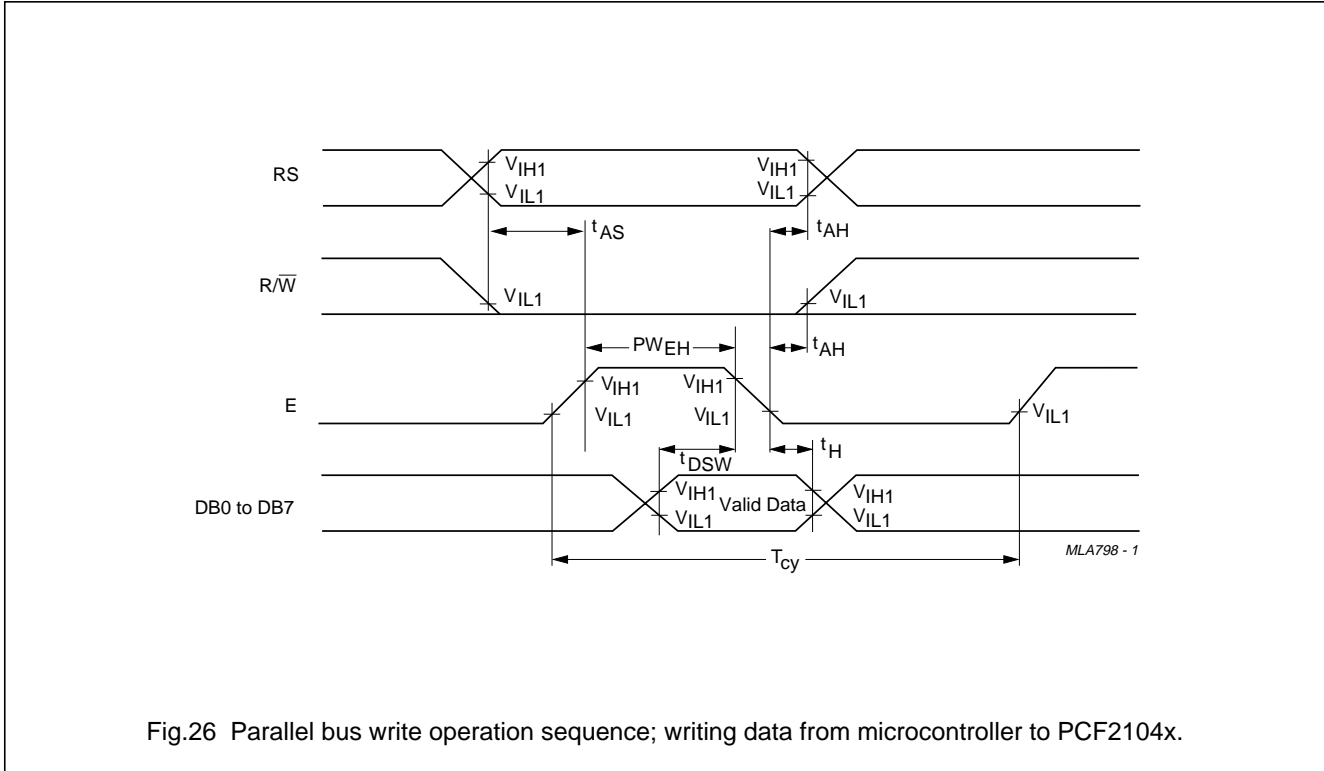 RS
VIH1
VIL1
VIH1
VIL1
tAS
tAH
R/W̅
VIL1
VIL1
PWEH
tAH
E
VIH1
VIL1
VIH1
VIL1
VIL1
tH
tDSW
DB0 to DB7
VIH1
VIL1
Valid Data
VIH1
VIL1
Tcy
MLA798 - 1
Fig.26 Parallel bus write operation sequence; writing data from microcontroller to PCF2104x.